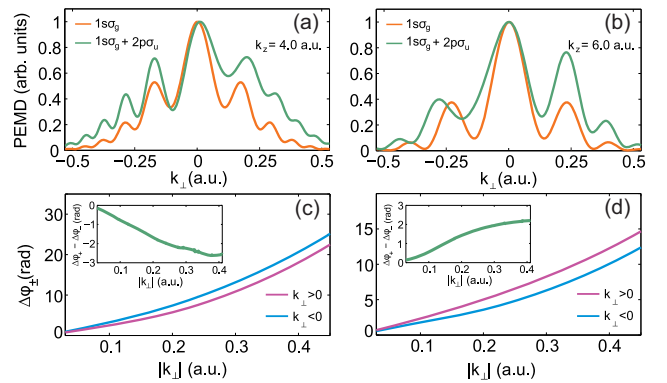 (a)
1sσg
1sσg + 2pσu
kz = 4.0 a.u.
PEMD (arb. units)
1
0.8
0.6
0.4
0.2
0
−0.5 −0.25 0 0.25 0.5
k⊥(a.u.)
(b)
1sσg
1sσg + 2pσu
kz = 6.0 a.u.
1
0.8
0.6
0.4
0.2
0
−0.5 −0.25 0 0.25 0.5
k⊥(a.u.)
(c)
Δφ±(rad)
30
20
10
0
Δφ+ − Δφ-(rad)
0
−1
−2
−3
0.1 0.2 0.3 0.4
|k⊥| (a.u.)
k⊥>0
k⊥<0
0.1 0.2 0.3 0.4
|k⊥| (a.u.)
(d)
15
10
5
0
Δφ+ − Δφ-(rad)
3
2
1
0
0.1 0.2 0.3 0.4
|k⊥| (a.u.)
k⊥>0
k⊥<0
0.1 0.2 0.3 0.4
|k⊥| (a.u.)